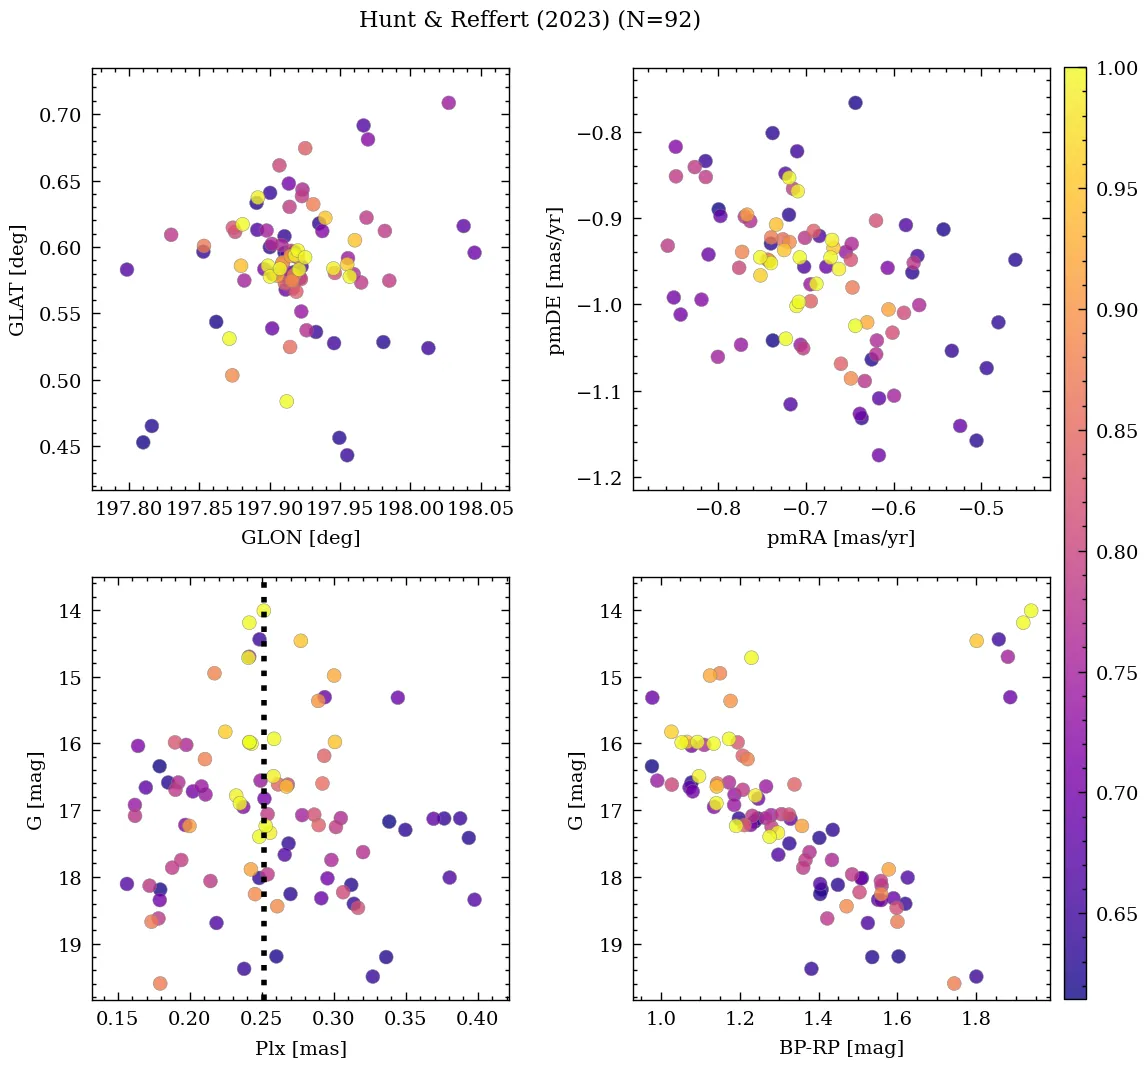 Hunt & Reffert (2023) (N=92)
0.70
0.65
0.60
0.55
0.50
0.45
GLAT [deg]
197.80 197.85 197.90 197.95 198.00 198.05
GLON [deg]
−0.8
−0.9
−1.0
−1.1
−1.2
pmDE [mas/yr]
−0.8 −0.7 −0.6 −0.5
pmRA [mas/yr]
14
15
16
17
18
19
G [mag]
0.15 0.20 0.25 0.30 0.35 0.40
Plx [mas]
14
15
16
17
18
19
G [mag]
1.0 1.2 1.4 1.6 1.8
BP-RP [mag]
1.00
0.95
0.90
0.85
0.80
0.75
0.70
0.65